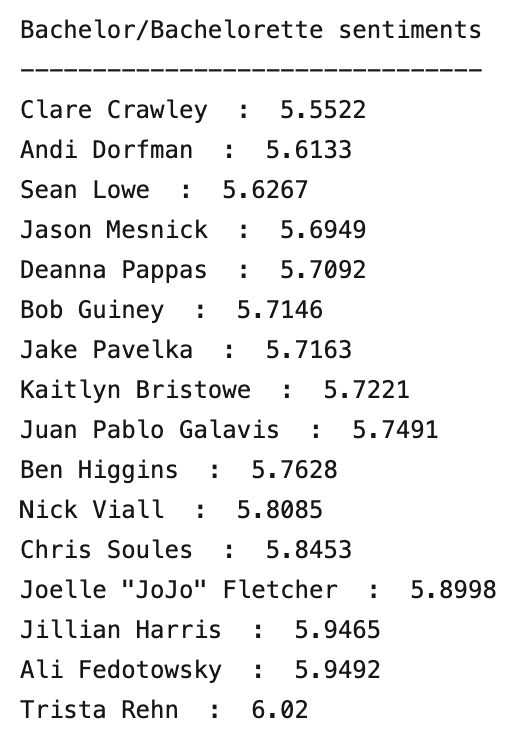 Bachelor/Bachelorette sentiments
--------------------------------
Clare Crawley  :  5.5522
Andi Dorfman  :  5.6133
Sean Lowe  :  5.6267
Jason Mesnick  :  5.6949
Deanna Pappas  :  5.7092
Bob Guiney  :  5.7146
Jake Pavelka  :  5.7163
Kaitlyn Bristowe  :  5.7221
Juan Pablo Galavis  :  5.7491
Ben Higgins  :  5.7628
Nick Viall  :  5.8085
Chris Soules  :  5.8453
Joelle "JoJo" Fletcher  :  5.8998
Jillian Harris  :  5.9465
Ali Fedotowsky  :  5.9492
Trista Rehn  :  6.02